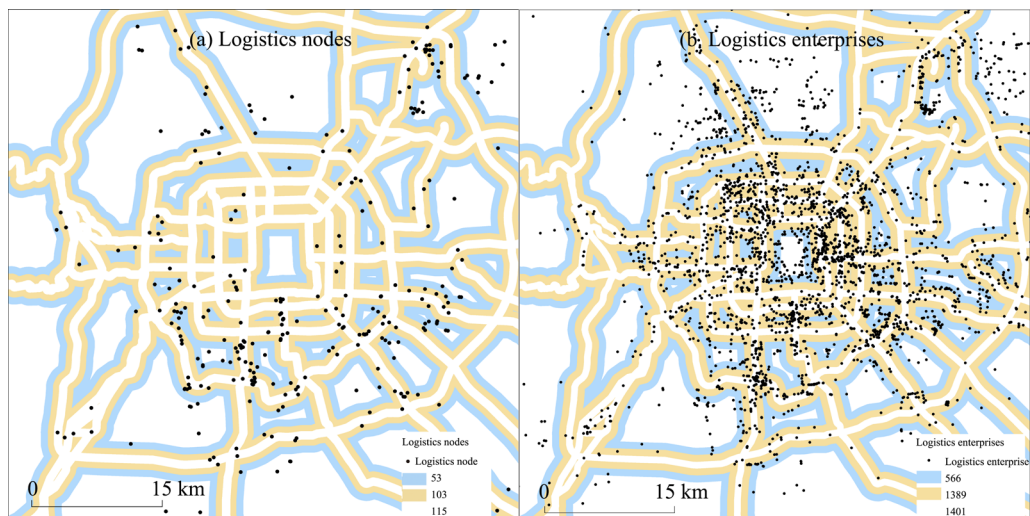 (a) Logistics nodes
Logistics nodes
Logistics node
53
103
115
0 15 km
(b) Logistics enterprises
Logistics enterprises
Logistics enterprise
566
1389
1401
0 15 km